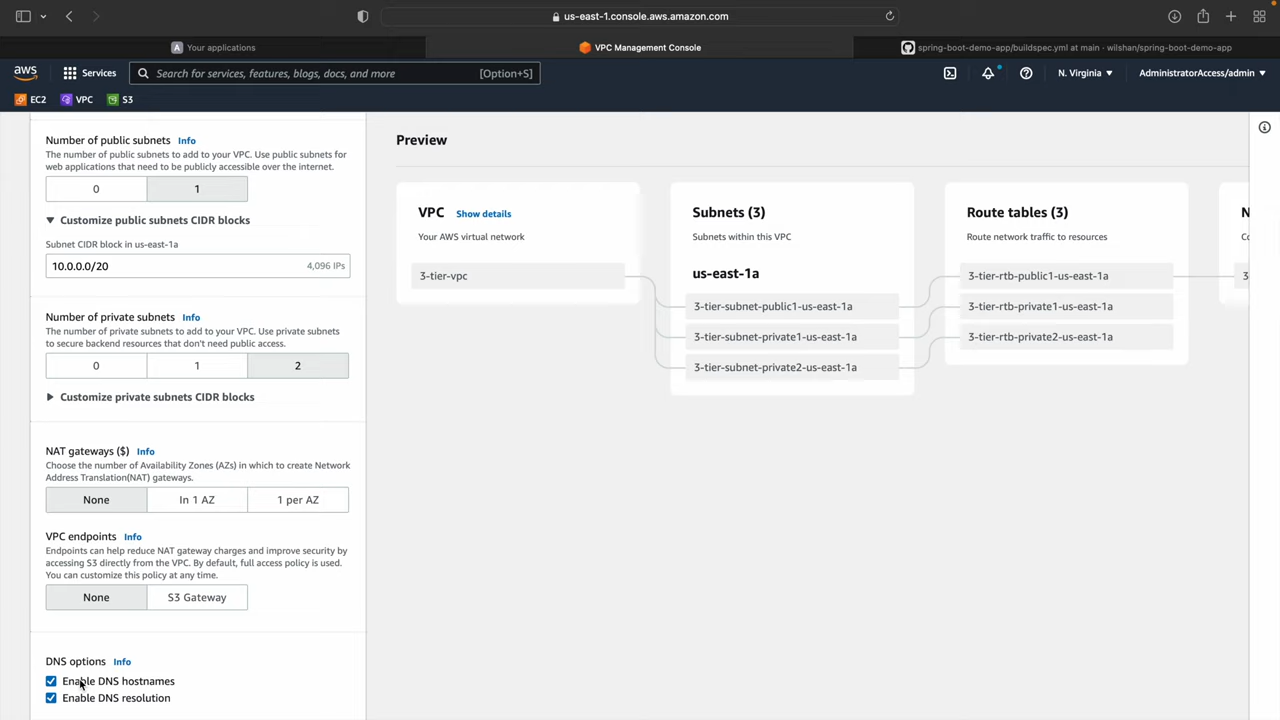 us-east-1.console.aws.amazon.com
A Your applications
VPC Management Console
spring-boot-demo-app/buildspec.yml at main · wilshan/spring-boot-demo-app
aws
Services
Search for services, features, blogs, docs, and more
[Option+S]
N. Virginia ▼
AdministratorAccess/admin ▼
EC2
VPC
S3
Number of public subnets Info
The number of public subnets to add to your VPC. Use public subnets for
web applications that need to be publicly accessible over the internet.
0
1
▼ Customize public subnets CIDR blocks
Subnet CIDR block in us-east-1a
10.0.0.0/20
4,096 IPs
Number of private subnets Info
The number of private subnets to add to your VPC. Use private subnets
to secure backend resources that don't need public access.
0
1
2
▶ Customize private subnets CIDR blocks
NAT gateways ($) Info
Choose the number of Availability Zones (AZs) in which to create Network
Address Translation(NAT) gateways.
None
In 1 AZ
1 per AZ
VPC endpoints Info
Endpoints can help reduce NAT gateway charges and improve security by
accessing S3 directly from the VPC. By default, full access policy is used.
You can customize this policy at any time.
None
S3 Gateway
DNS options Info
Enable DNS hostnames
Enable DNS resolution
Preview
VPC Show details
Your AWS virtual network
3-tier-vpc
Subnets (3)
Subnets within this VPC
us-east-1a
3-tier-subnet-public1-us-east-1a
3-tier-subnet-private1-us-east-1a
3-tier-subnet-private2-us-east-1a
Route tables (3)
Route network traffic to resources
3-tier-rtb-public1-us-east-1a
3-tier-rtb-private1-us-east-1a
3-tier-rtb-private2-us-east-1a